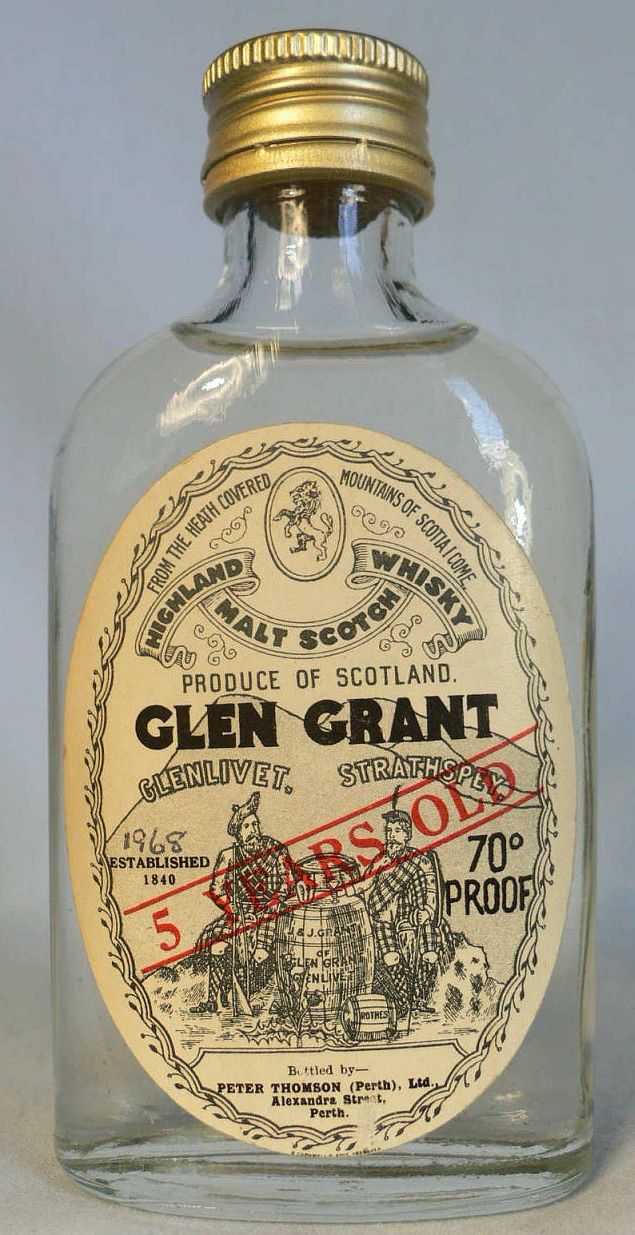 FROM THE HEATH COVERED MOUNTAINS OF SCOTIA I COME.
HIGHLAND
MALT SCOTCH
WHISKY
PRODUCE OF SCOTLAND.
GLEN GRANT
GLENLIVET. STRATHSPEY
5 YEARS OLD
1968
ESTABLISHED
1840
70° PROOF
J & J. GRANT
OF
GLEN GRANT
GLENLIVET
ROTHES
Bottled by—
PETER THOMSON (Perth), Ltd.,
Alexandra Street,
Perth.